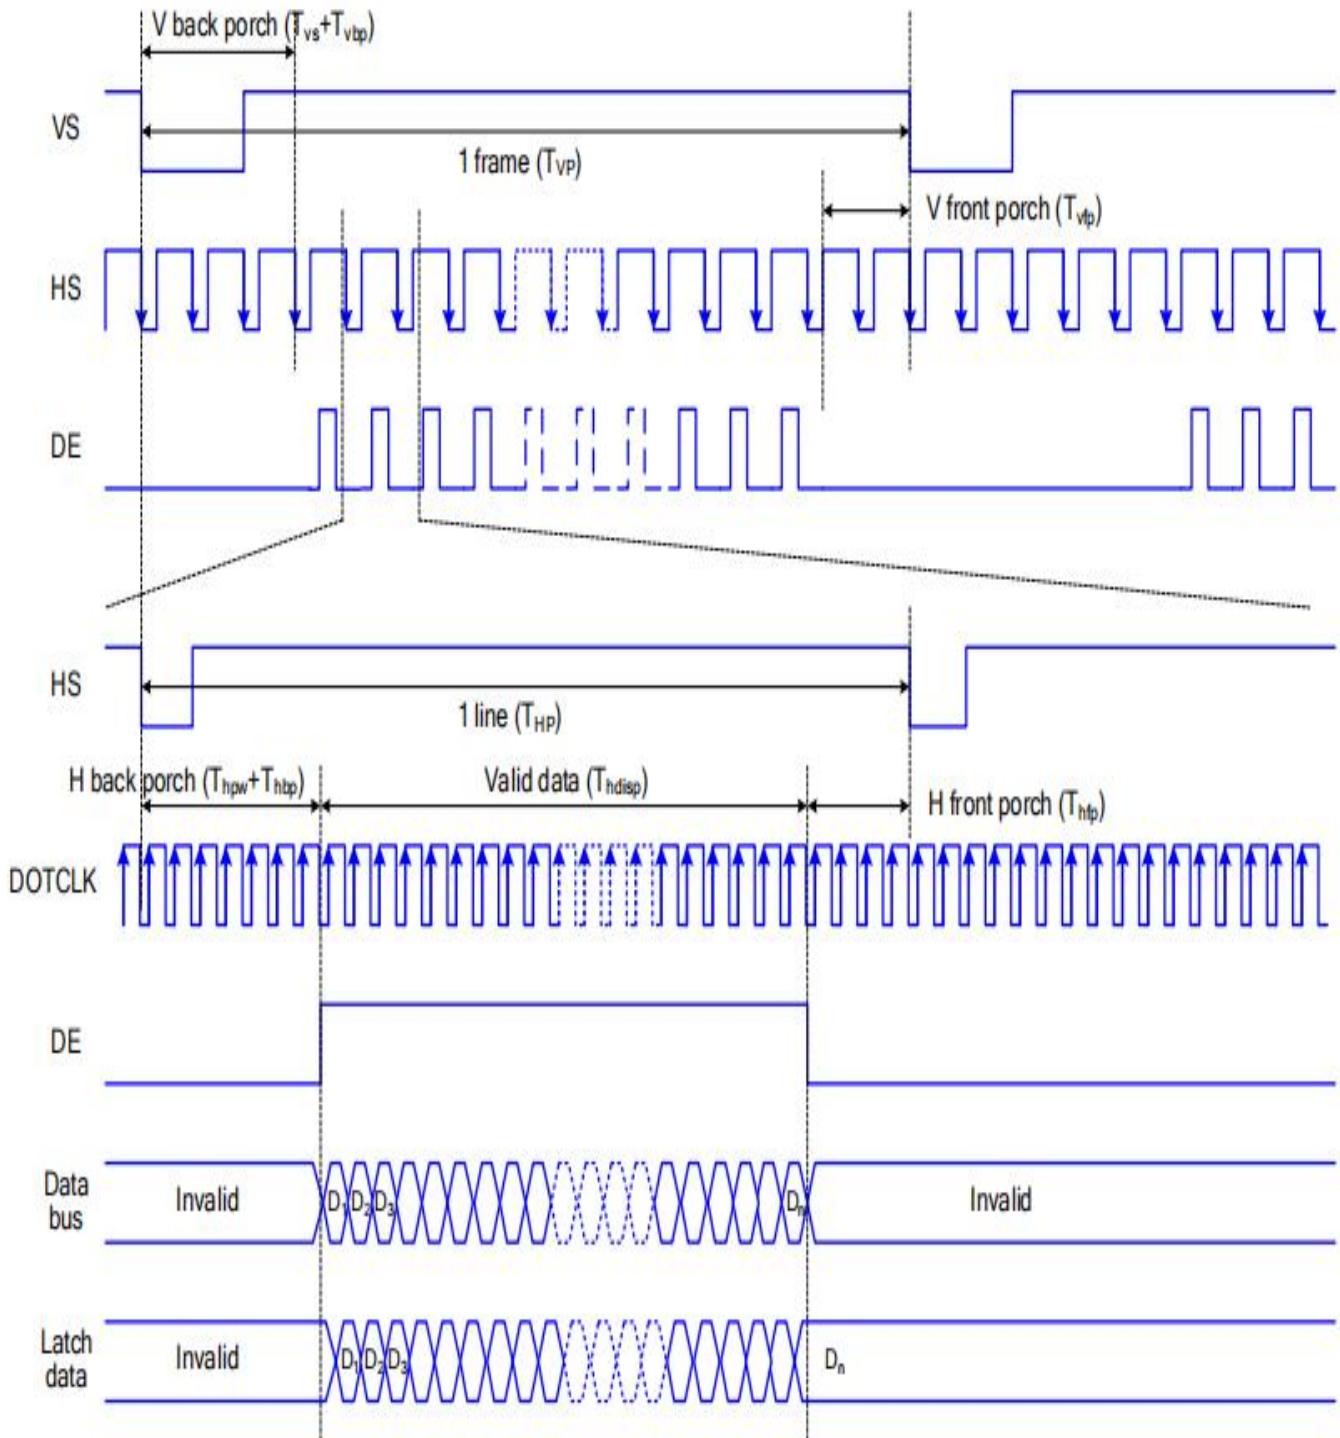 V back porch (Tvs+Tvbp)
VS
1 frame (TVP)
V front porch (Tvfp)
HS
DE
HS
1 line (THP)
H back porch (Thpw+Thbp)
Valid data (Thdisp)
H front porch (Thfp)
DOTCLK
DE
Data bus
Invalid
D1 D2 D3
Dn
Invalid
Latch data
Invalid
D1 D2 D3
Dn